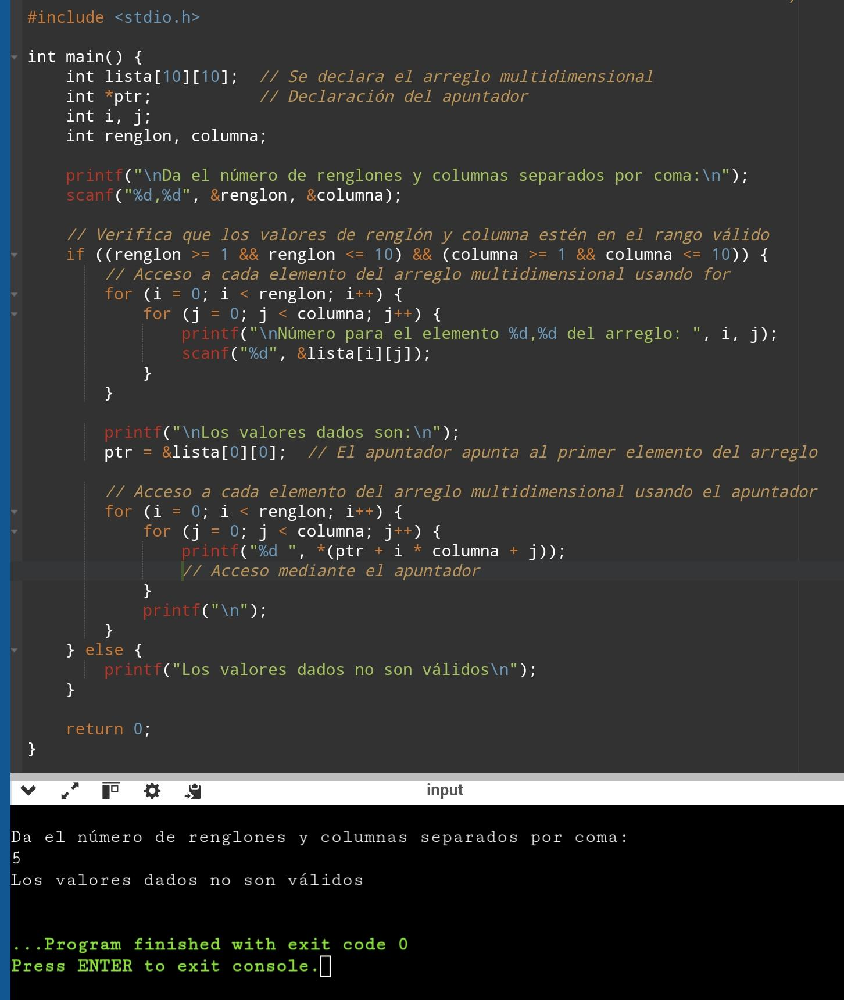 #include <stdio.h>
int main() {
    int lista[10][10];  // Se declara el arreglo multidimensional
    int *ptr;           // Declaración del apuntador
    int i, j;
    int renglon, columna;
    printf("\nDa el número de renglones y columnas separados por coma:\n");
    scanf("%d,%d", &renglon, &columna);
    // Verifica que los valores de renglón y columna estén en el rango válido
    if ((renglon >= 1 && renglon <= 10) && (columna >= 1 && columna <= 10)) {
        // Acceso a cada elemento del arreglo multidimensional usando for
        for (i = 0; i < renglon; i++) {
            for (j = 0; j < columna; j++) {
                printf("\nNúmero para el elemento %d,%d del arreglo: ", i, j);
                scanf("%d", &lista[i][j]);
            }
        }
        printf("\nLos valores dados son:\n");
        ptr = &lista[0][0];  // El apuntador apunta al primer elemento del arreglo
        // Acceso a cada elemento del arreglo multidimensional usando el apuntador
        for (i = 0; i < renglon; i++) {
            for (j = 0; j < columna; j++) {
                printf("%d ", *(ptr + i * columna + j));
                // Acceso mediante el apuntador
            }
            printf("\n");
        }
    } else {
        printf("Los valores dados no son válidos\n");
    }
    return 0;
}
input
Da el número de renglones y columnas separados por coma:
5
Los valores dados no son válidos
...Program finished with exit code 0
Press ENTER to exit console.